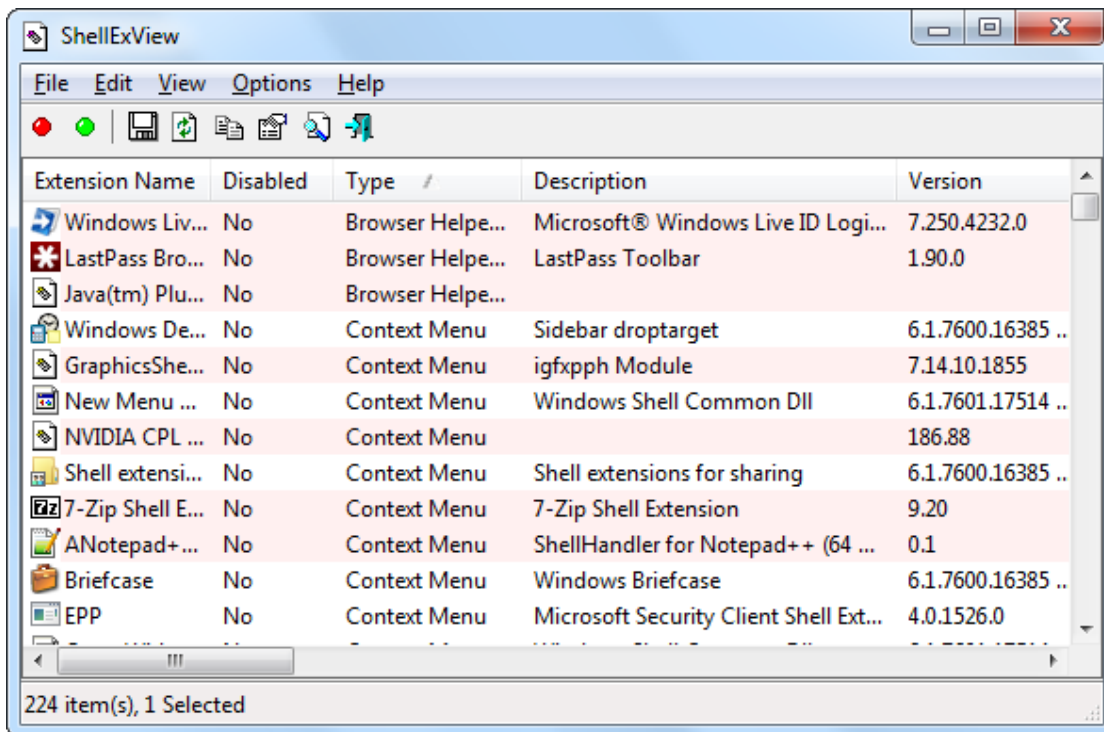 ShellExView
File Edit View Options Help
Extension Name Disabled Type Description Version
Windows Liv... No Browser Helpe... Microsoft® Windows Live ID Logi... 7.250.4232.0
LastPass Bro... No Browser Helpe... LastPass Toolbar 1.90.0
Java(tm) Plu... No Browser Helpe...
Windows De... No Context Menu Sidebar droptarget 6.1.7600.16385 ..
GraphicsShe... No Context Menu igfxpph Module 7.14.10.1855
New Menu ... No Context Menu Windows Shell Common Dll 6.1.7601.17514 ..
NVIDIA CPL ... No Context Menu 186.88
Shell extensi... No Context Menu Shell extensions for sharing 6.1.7600.16385 ..
7-Zip Shell E... No Context Menu 7-Zip Shell Extension 9.20
ANotepad+... No Context Menu ShellHandler for Notepad++ (64 ... 0.1
Briefcase No Context Menu Windows Briefcase 6.1.7600.16385 ..
EPP No Context Menu Microsoft Security Client Shell Ext... 4.0.1526.0
224 item(s), 1 Selected